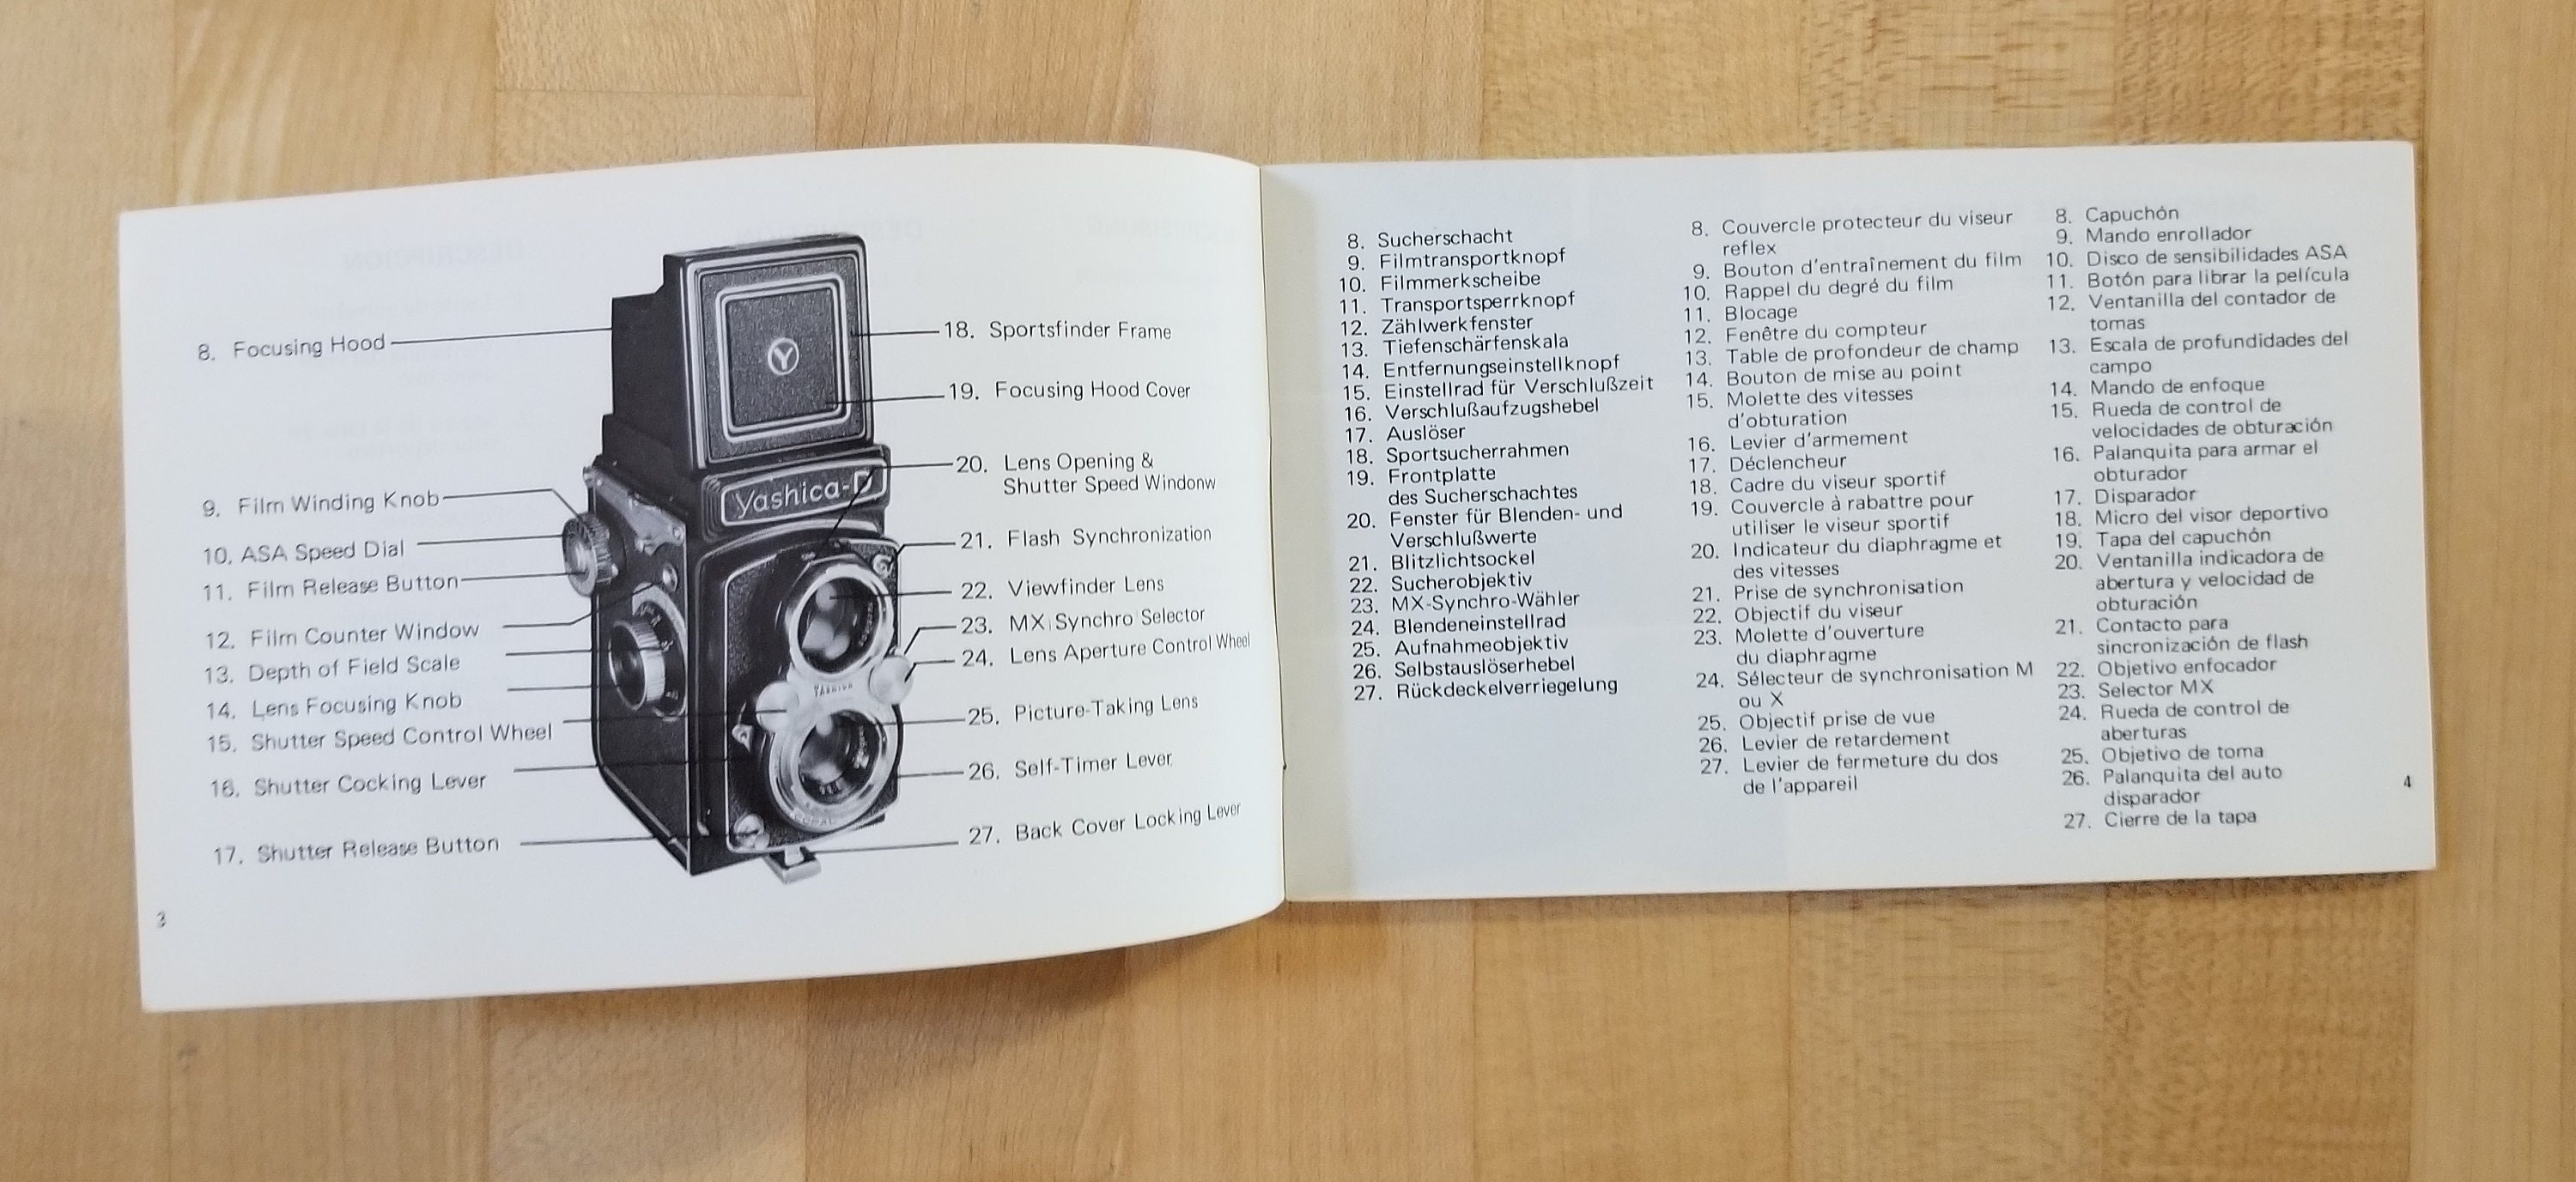 8. Focusing Hood
9. Film Winding Knob
10. ASA Speed Dial
11. Film Release Button
12. Film Counter Window
13. Depth of Field Scale
14. Lens Focusing Knob
15. Shutter Speed Control Wheel
16. Shutter Cocking Lever
17. Shutter Release Button
3
Y
Yashica-D
YASHICA
COPAL
18. Sportsfinder Frame
19. Focusing Hood Cover
20. Lens Opening &
Shutter Speed Windonw
21. Flash Synchronization
22. Viewfinder Lens
23. MX Synchro Selector
24. Lens Aperture Control Wheel
25. Picture-Taking Lens
26. Self-Timer Lever
27. Back Cover Locking Lever
8. Sucherschacht
9. Filmtransportknopf
10. Filmmerkscheibe
11. Transportsperrknopf
12. Zählwerkfenster
13. Tiefenschärfenskala
14. Entfernungseinstellknopf
15. Einstellrad für Verschlußzeit
16. Verschlußaufzugshebel
17. Auslöser
18. Sportsucherrahmen
19. Frontplatte
des Sucherschachtes
20. Fenster für Blenden- und
Verschlußwerte
21. Blitzlichtsockel
22. Sucherobjektiv
23. MX-Synchro-Wähler
24. Blendeneinstellrad
25. Aufnahmeobjektiv
26. Selbstauslöserhebel
27. Rückdeckelverriegelung
8. Couvercle protecteur du viseur
reflex
9. Bouton d'entraînement du film
10. Rappel du degré du film
11. Blocage
12. Fenêtre du compteur
13. Table de profondeur de champ
14. Bouton de mise au point
15. Molette des vitesses
d'obturation
16. Levier d'armement
17. Déclencheur
18. Cadre du viseur sportif
19. Couvercle à rabattre pour
utiliser le viseur sportif
20. Indicateur du diaphragme et
des vitesses
21. Prise de synchronisation
22. Objectif du viseur
23. Molette d'ouverture
du diaphragme
24. Sélecteur de synchronisation M
ou X
25. Objectif prise de vue
26. Levier de retardement
27. Levier de fermeture du dos
de l'appareil
8. Capuchón
9. Mando enrollador
10. Disco de sensibilidades ASA
11. Botón para librar la película
12. Ventanilla del contador de
tomas
13. Escala de profundidades del
campo
14. Mando de enfoque
15. Rueda de control de
velocidades de obturación
16. Palanquita para armar el
obturador
17. Disparador
18. Micro del visor deportivo
19. Tapa del capuchón
20. Ventanilla indicadora de
abertura y velocidad de
obturación
21. Contacto para
sincronización de flash
22. Objetivo enfocador
23. Selector MX
24. Rueda de control de
aberturas
25. Objetivo de toma
26. Palanquita del auto
disparador
27. Cierre de la tapa
4